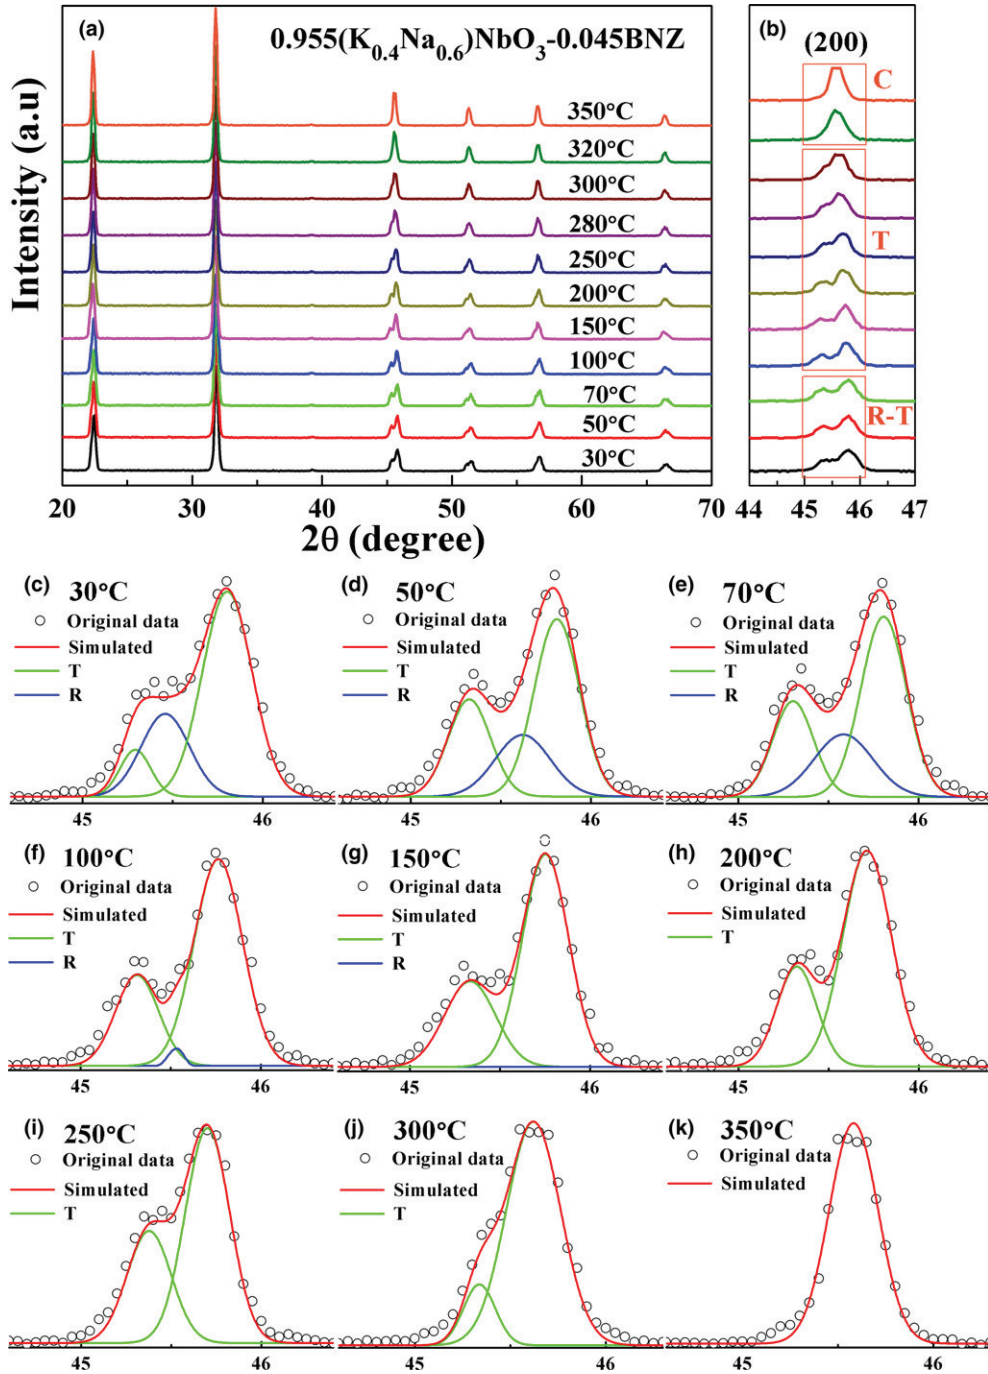 (a)
0.955(K0.4Na0.6)NbO3-0.045BNZ
Intensity (a.u)
350°C
320°C
300°C
280°C
250°C
200°C
150°C
100°C
70°C
50°C
30°C
20 30 40 50 60 70
2θ (degree)
(b)
(200)
C
T
R-T
44 45 46 47
(c) 30°C
Original data
Simulated
T
R
45 46
(d) 50°C
Original data
Simulated
T
R
45 46
(e) 70°C
Original data
Simulated
T
R
45 46
(f) 100°C
Original data
Simulated
T
R
45 46
(g) 150°C
Original data
Simulated
T
R
45 46
(h) 200°C
Original data
Simulated
T
45 46
(i) 250°C
Original data
Simulated
T
45 46
(j) 300°C
Original data
Simulated
T
45 46
(k) 350°C
Original data
Simulated
45 46